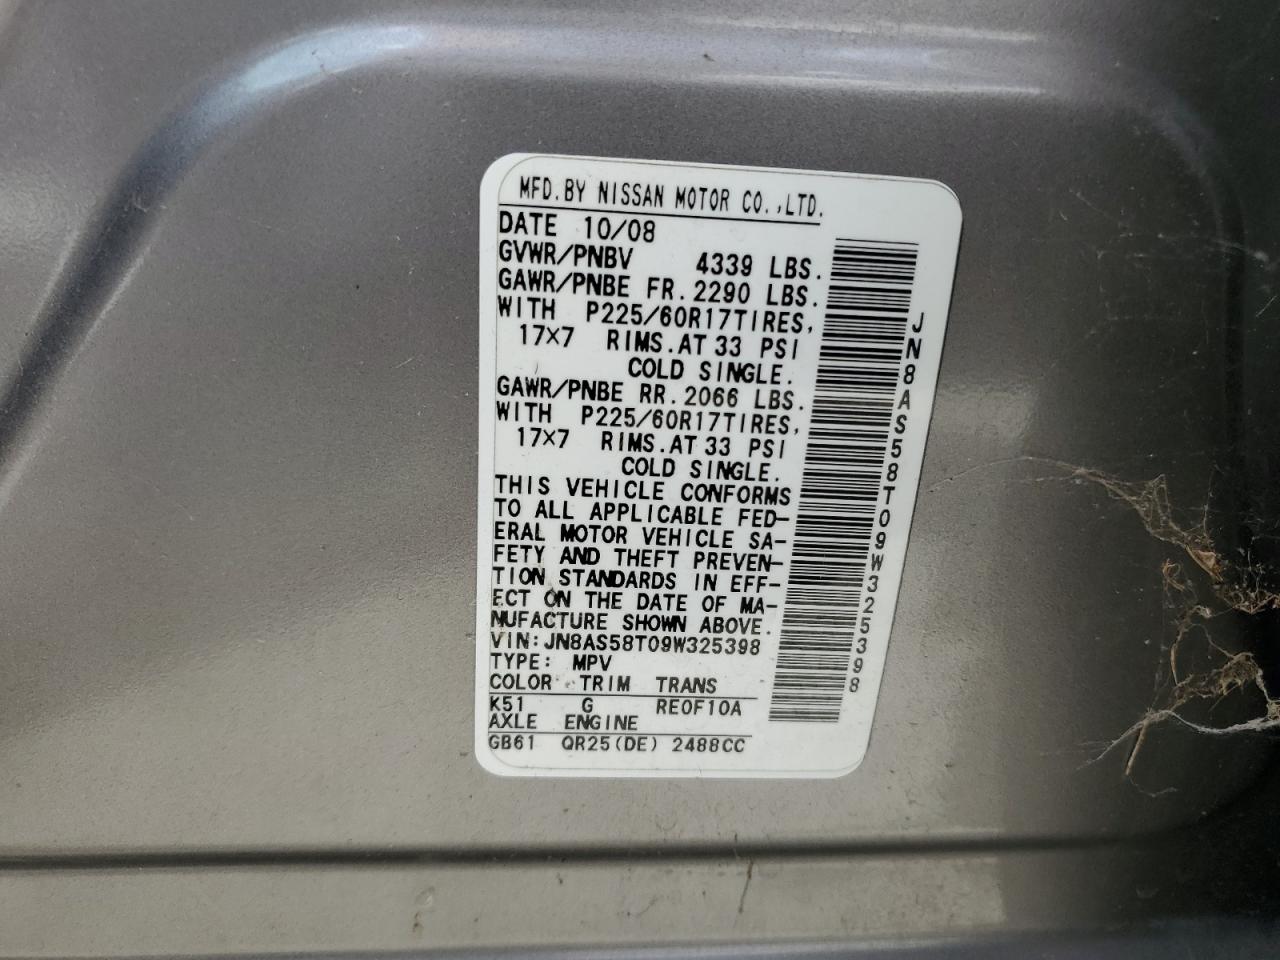 MFD.BY NISSAN MOTOR CO.,LTD.
DATE 10/08
GVWR/PNBV 4339 LBS.
GAWR/PNBE FR.2290 LBS.
WITH P225/60R17TIRES,
17×7 RIMS.AT 33 PSI
COLD SINGLE.
GAWR/PNBE RR.2066 LBS.
WITH P225/60R17TIRES,
17×7 RIMS.AT 33 PSI
COLD SINGLE.
THIS VEHICLE CONFORMS
TO ALL APPLICABLE FED-
ERAL MOTOR VEHICLE SA-
FETY AND THEFT PREVEN-
TION STANDARDS IN EFF-
ECT ON THE DATE OF MA-
NUFACTURE SHOWN ABOVE.
VIN:JN8AS58T09W325398
TYPE: MPV
COLOR TRIM TRANS
K51 G RE0F10A
AXLE ENGINE
GB61 QR25(DE) 2488CC
JN8AS58T09W325398